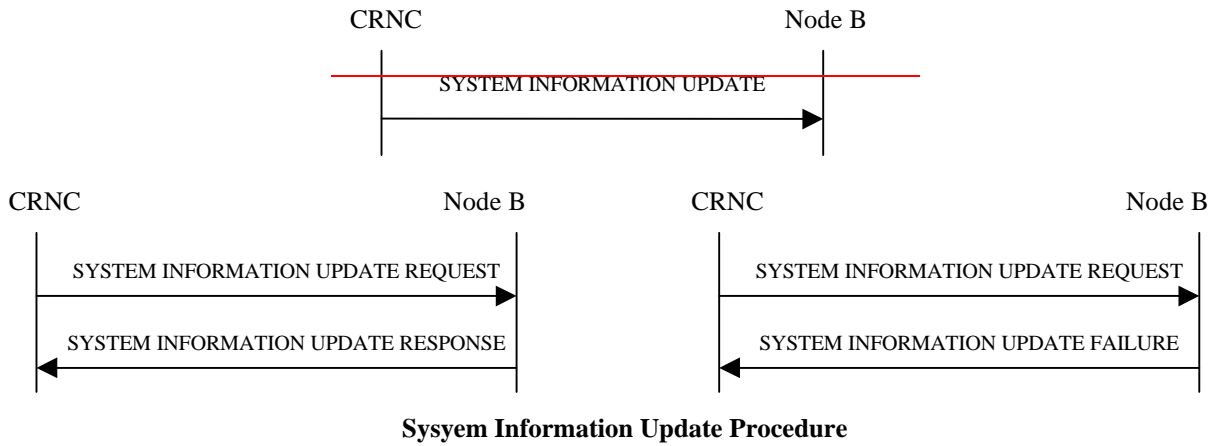 CRNC Node B
SYSTEM INFORMATION UPDATE
CRNC Node B CRNC Node B
SYSTEM INFORMATION UPDATE REQUEST SYSTEM INFORMATION UPDATE REQUEST
SYSTEM INFORMATION UPDATE RESPONSE SYSTEM INFORMATION UPDATE FAILURE
Sysyem Information Update Procedure